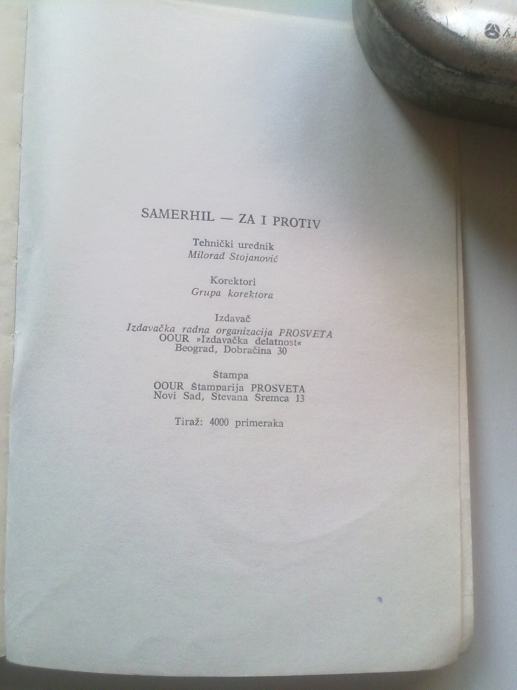 SAMERHIL — ZA I PROTIV
Tehnički urednik
Milorad Stojanović
Korektori
Grupa korektora
Izdavač
Izdavačka radna organizacija PROSVETA
OOUR »Izdavačka delatnost«
Beograd, Dobračina 30
Štampa
OOUR Štamparija PROSVETA
Novi Sad, Stevana Sremca 13
Tiraž: 4000 primeraka